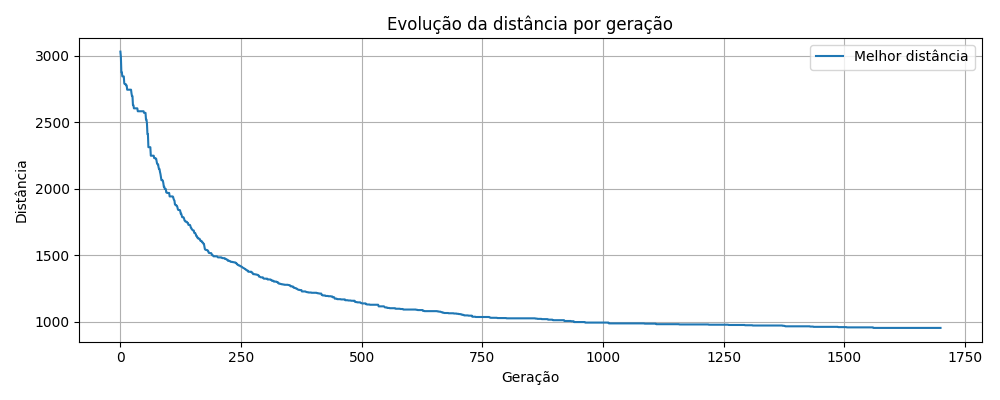 Evolução da distância por geração
Melhor distância
Distância
3000
2500
2000
1500
1000
0 250 500 750 1000 1250 1500 1750
Geração